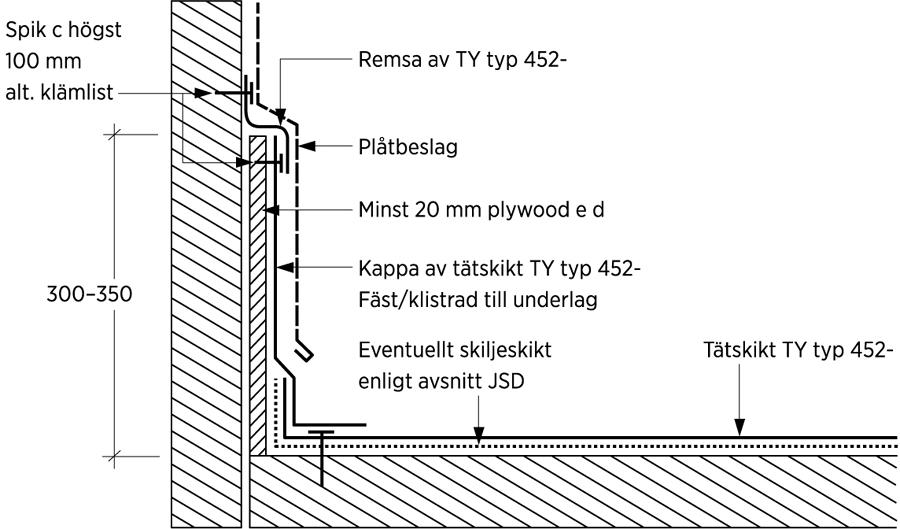 Spik c högst
100 mm
alt. klämlist
Remsa av TY typ 452-
Plåtbeslag
Minst 20 mm plywood e d
Kappa av tätskikt TY typ 452-
Fäst/klistrad till underlag
300–350
Eventuellt skiljeskikt
enligt avsnitt JSD
Tätskikt TY typ 452-